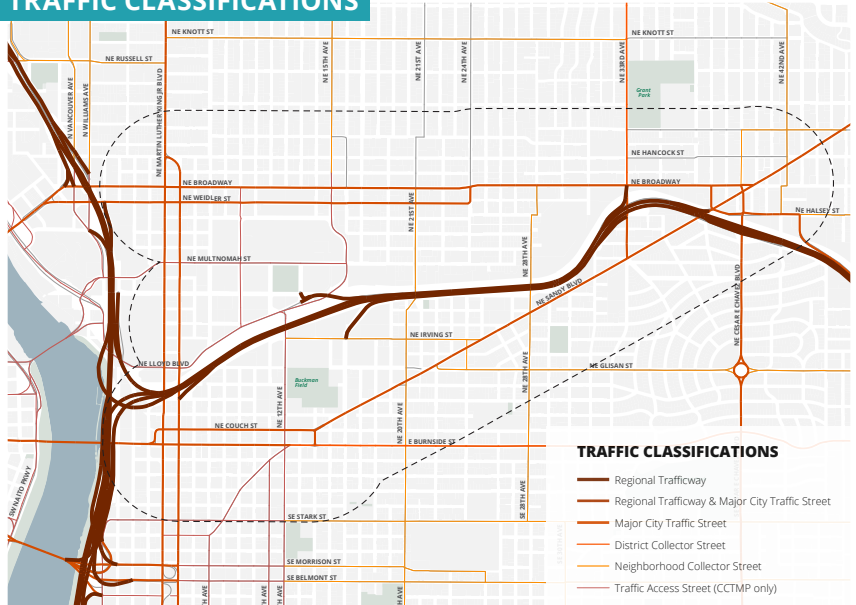 TRAFFIC CLASSIFICATIONS
NE KNOTT ST
NE KNOTT ST
NE RUSSELL ST
N VANCOUVER AVE
N WILLIAMS AVE
NE MARTIN LUTHER KING JR BLVD
NE 15TH AVE
NE 21ST AVE
NE 24TH AVE
NE 33RD AVE
NE 42ND AVE
Grant
Park
NE HANCOCK ST
NE BROADWAY
NE BROADWAY
NE WEIDLER ST
NE 21ST AVE
NE HALSEY ST
NE 28TH AVE
NE MULTNOMAH ST
NE SANDY BLVD
NE CESAR E CHAVEZ BLVD
NE IRVING ST
NE LLOYD BLVD
NE GLISAN ST
NE 28TH AVE
Buckman
Field
NE 12TH AVE
NE 20TH AVE
NE COUCH ST
E BURNSIDE ST
SW NAITO PKWY
SE 28TH AVE
SE STARK ST
SE MORRISON ST
SE BELMONT ST
TH AVE
TH AVE
TH AVE
TRAFFIC CLASSIFICATIONS
Regional Trafficway
Regional Trafficway & Major City Traffic Street
Major City Traffic Street
District Collector Street
Neighborhood Collector Street
Traffic Access Street (CCTMP only)